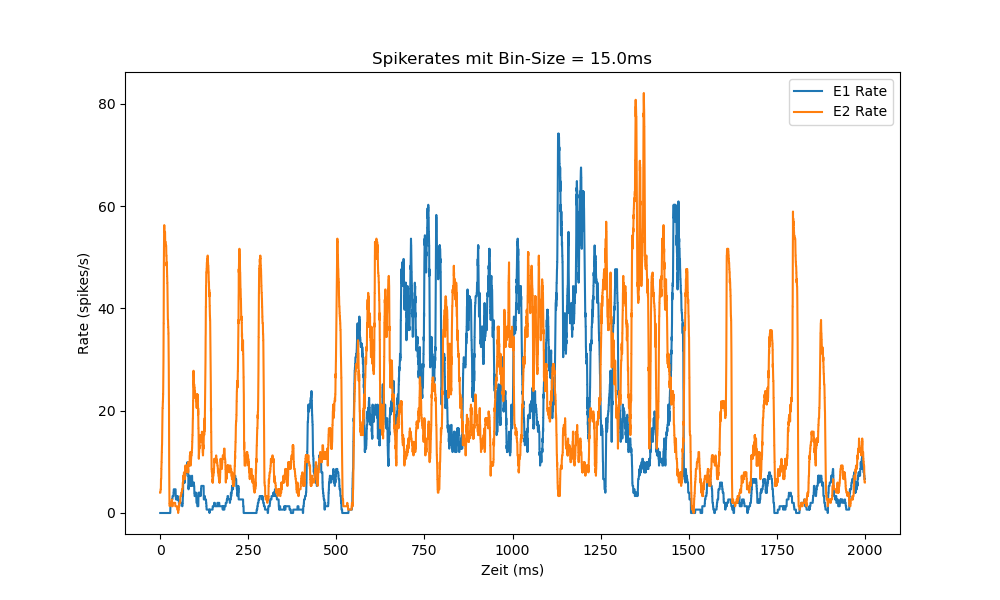 Spikerates mit Bin-Size = 15.0ms
E1 Rate
E2 Rate
80
60
40
20
0
Rate (spikes/s)
0 250 500 750 1000 1250 1500 1750 2000
Zeit (ms)